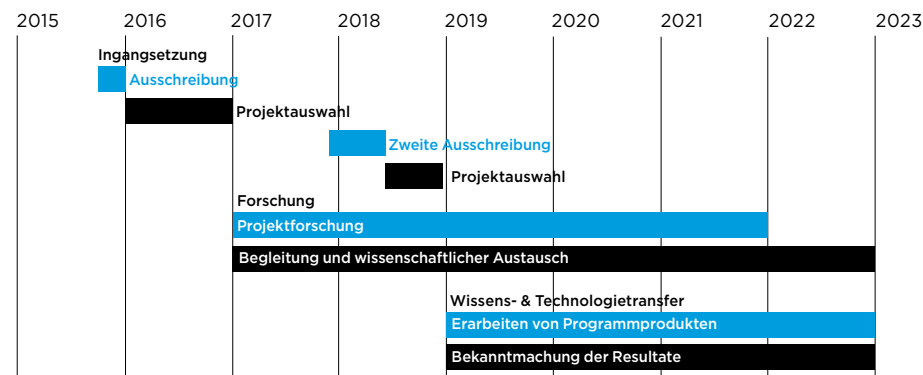 2015 2016 2017 2018 2019 2020 2021 2022 2023
Ingangsetzung
Ausschreibung
Projektauswahl
Zweite Ausschreibung
Projektauswahl
Forschung
Projektforschung
Begleitung und wissenschaftlicher Austausch
Wissens- & Technologietransfer
Erarbeiten von Programmprodukten
Bekanntmachung der Resultate